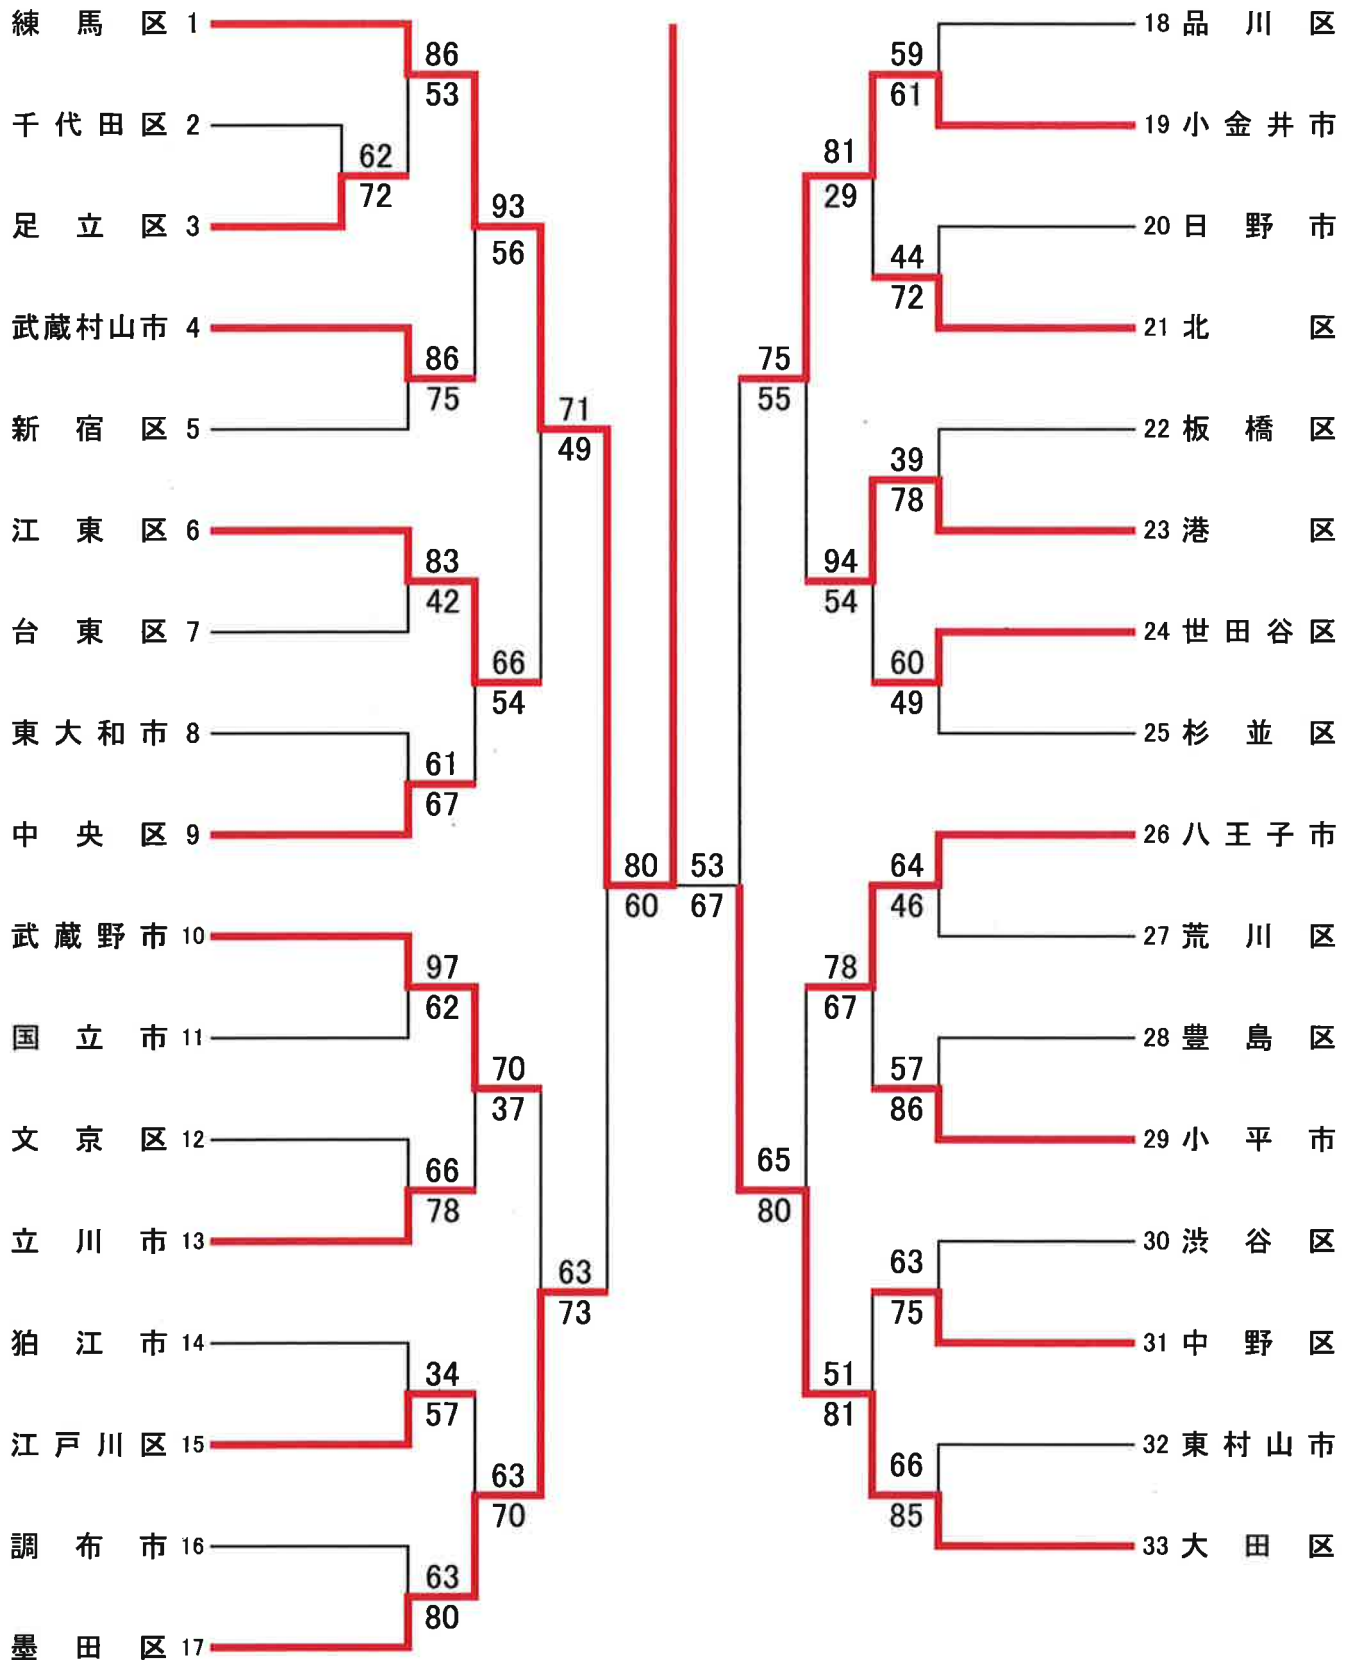 練馬区 1
86
53
千代田区 2
62
72
足立区 3
93
56
武蔵村山市 4
86
75
新宿区 5
71
49
江東区 6
83
42
台東区 7
66
54
東大和市 8
61
67
中央区 9
80
60
武蔵野市 10
97
62
国立市 11
70
37
文京区 12
66
78
立川市 13
63
73
狛江市 14
34
57
江戸川区 15
63
70
調布市 16
63
80
墨田区 17
18 品川区
59
61
19 小金井市
81
29
20 日野市
44
72
21 北区
75
55
22 板橋区
39
78
23 港区
94
54
24 世田谷区
60
49
25 杉並区
53
67
26 八王子市
64
46
27 荒川区
78
67
28 豊島区
57
86
29 小平市
65
80
30 渋谷区
63
75
31 中野区
51
81
32 東村山市
66
85
33 大田区